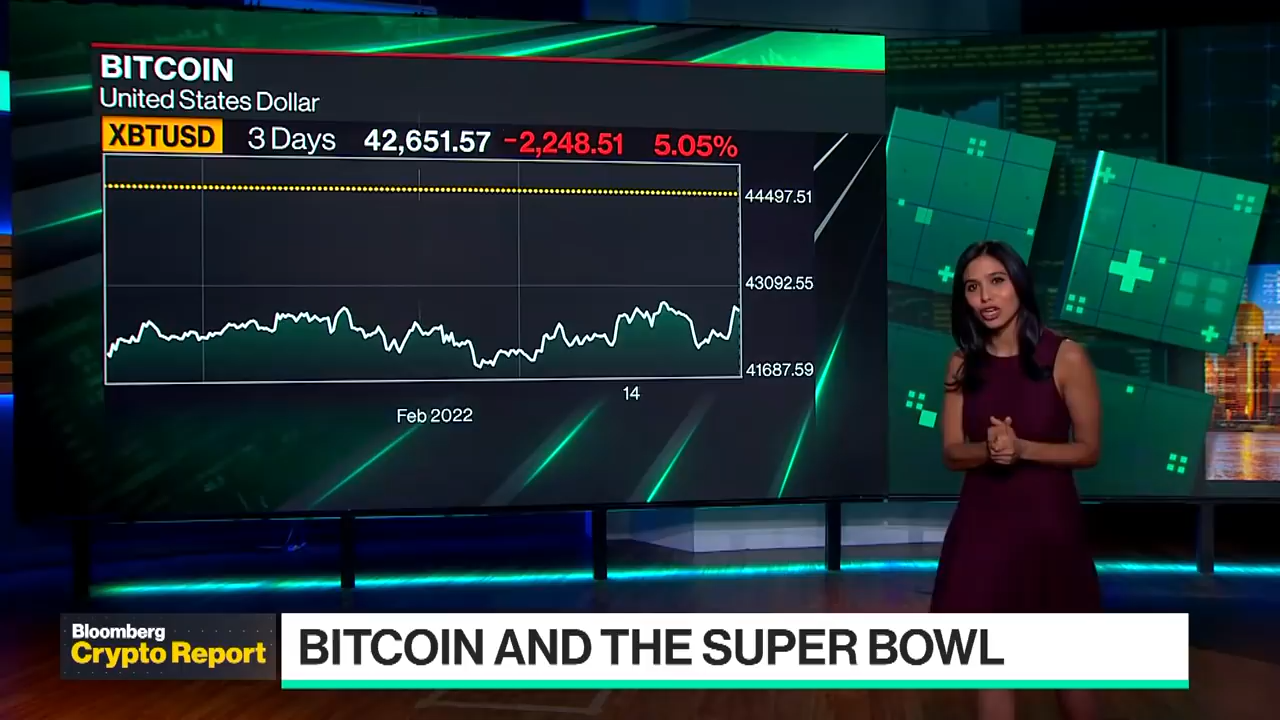 BITCOIN
United States Dollar
XBTUSD 3 Days 42,651.57 -2,248.51 5.05%
44497.51
43092.55
41687.59
14
Feb 2022
Bloomberg
Crypto Report
BITCOIN AND THE SUPER BOWL